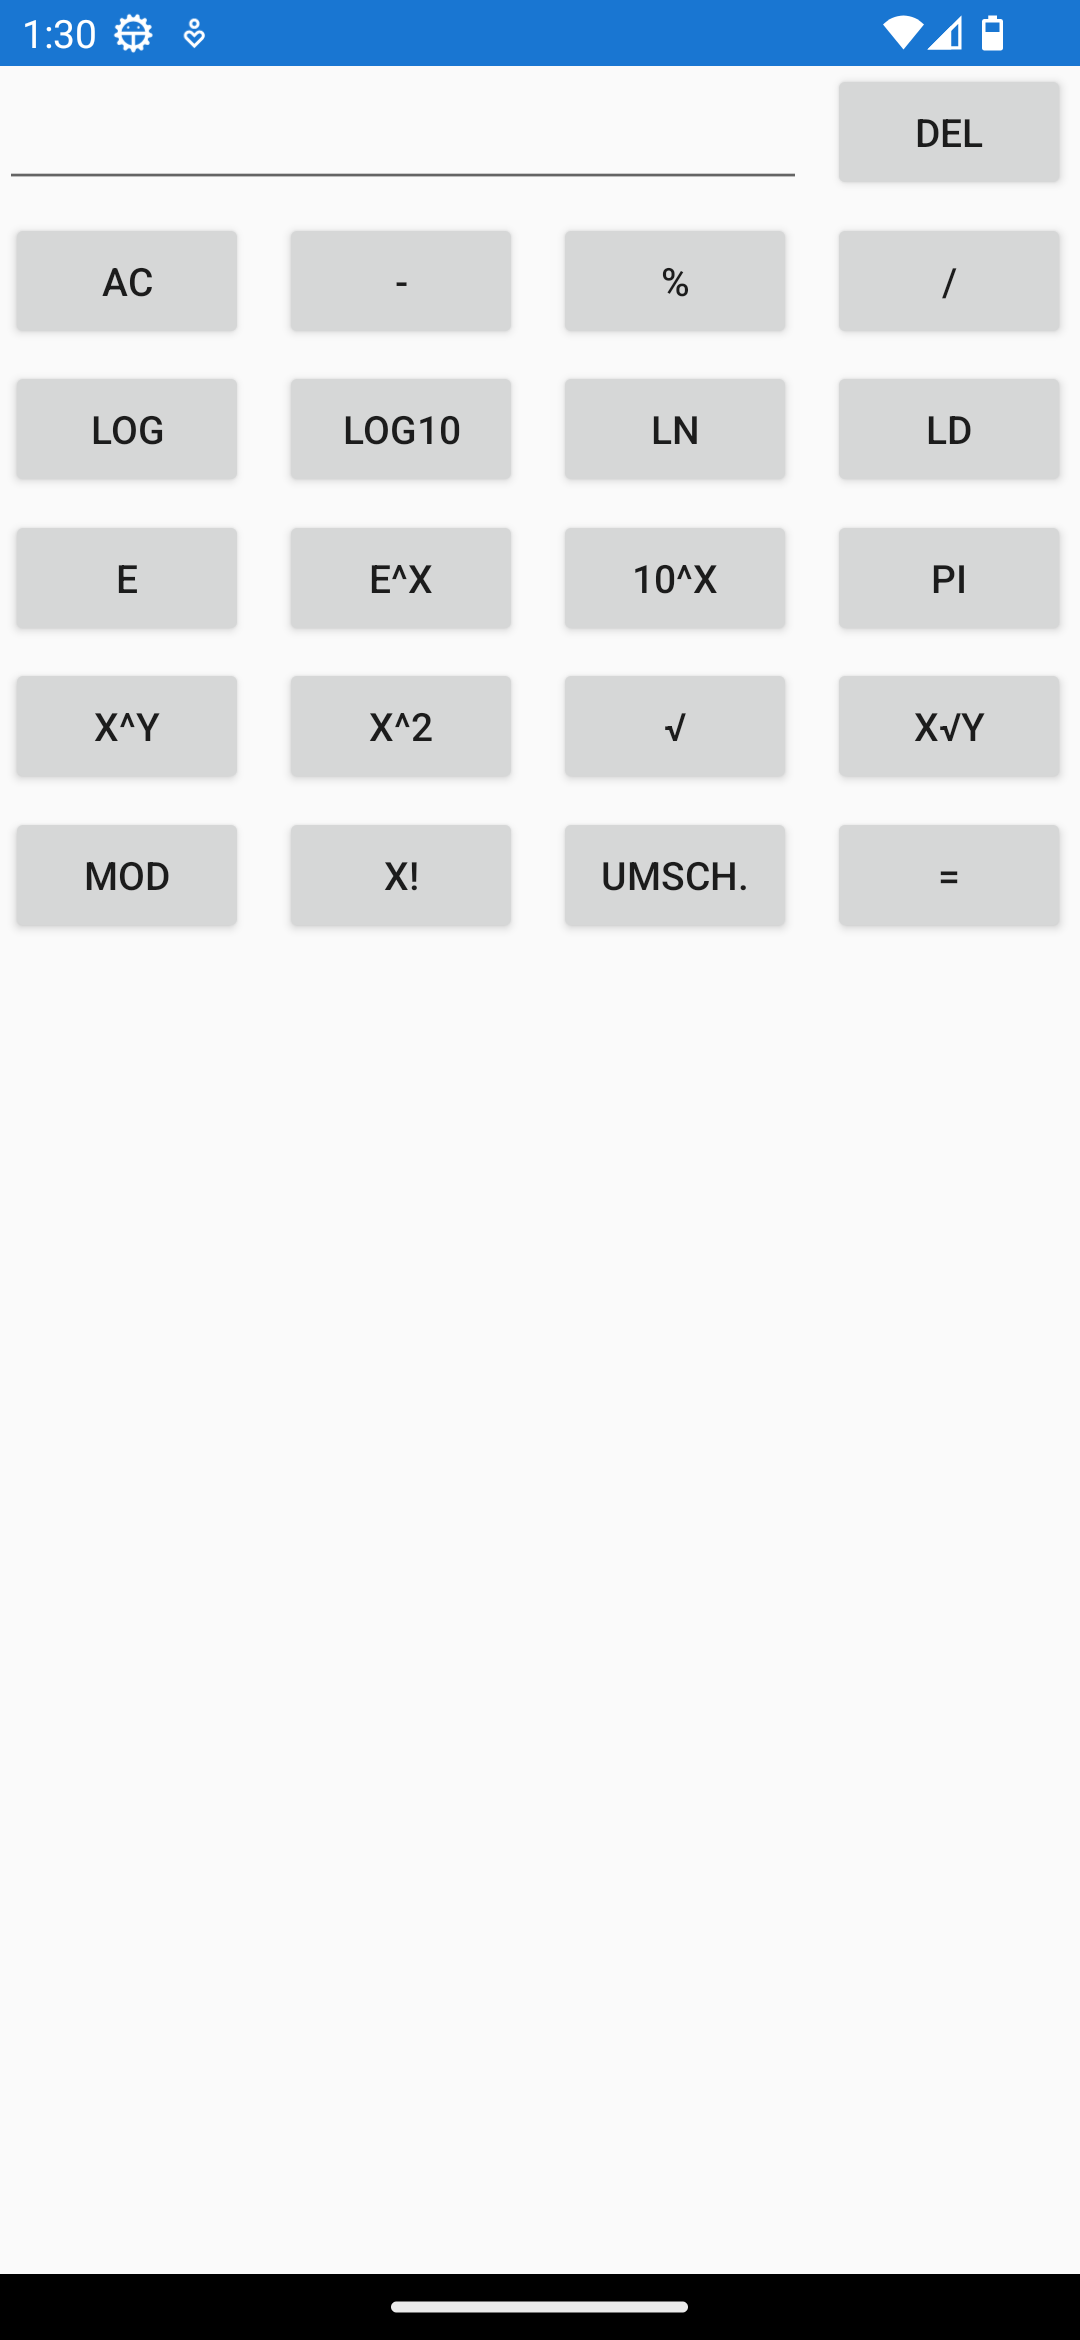 1:30
DEL
AC - % /
LOG LOG10 LN LD
E E^X 10^X PI
X^Y X^2 √ X√Y
MOD X! UMSCH. =